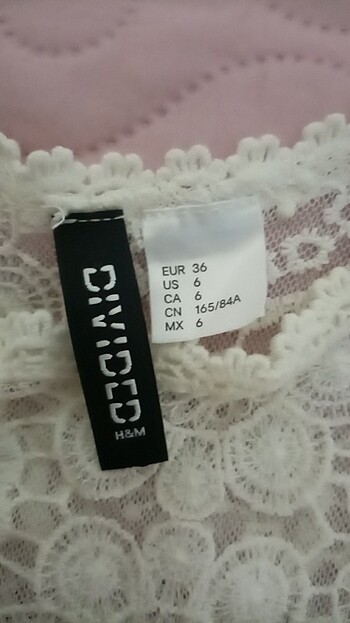 DIVIDED
H&M
EUR 36
US 6
CA 6
CN 165/84A
MX 6